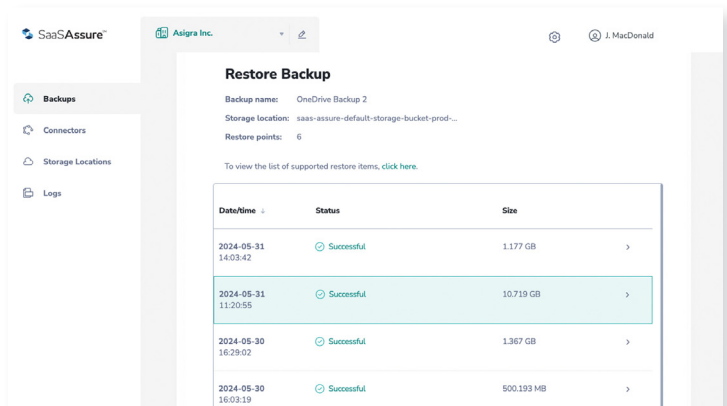 SaaSAssure™
Asigra Inc.
J. MacDonald
Backups
Connectors
Storage Locations
Logs
Restore Backup
Backup name: OneDrive Backup 2
Storage location: saas-assure-default-storage-bucket-prod-...
Restore points: 6
To view the list of supported restore items, click here.
Date/time ↓ Status Size
2024-05-31 Successful 1.177 GB >
14:03:42
2024-05-31 Successful 10.719 GB >
11:20:55
2024-05-30 Successful 1.367 GB >
16:29:02
2024-05-30 Successful 500.193 MB >
16:03:19